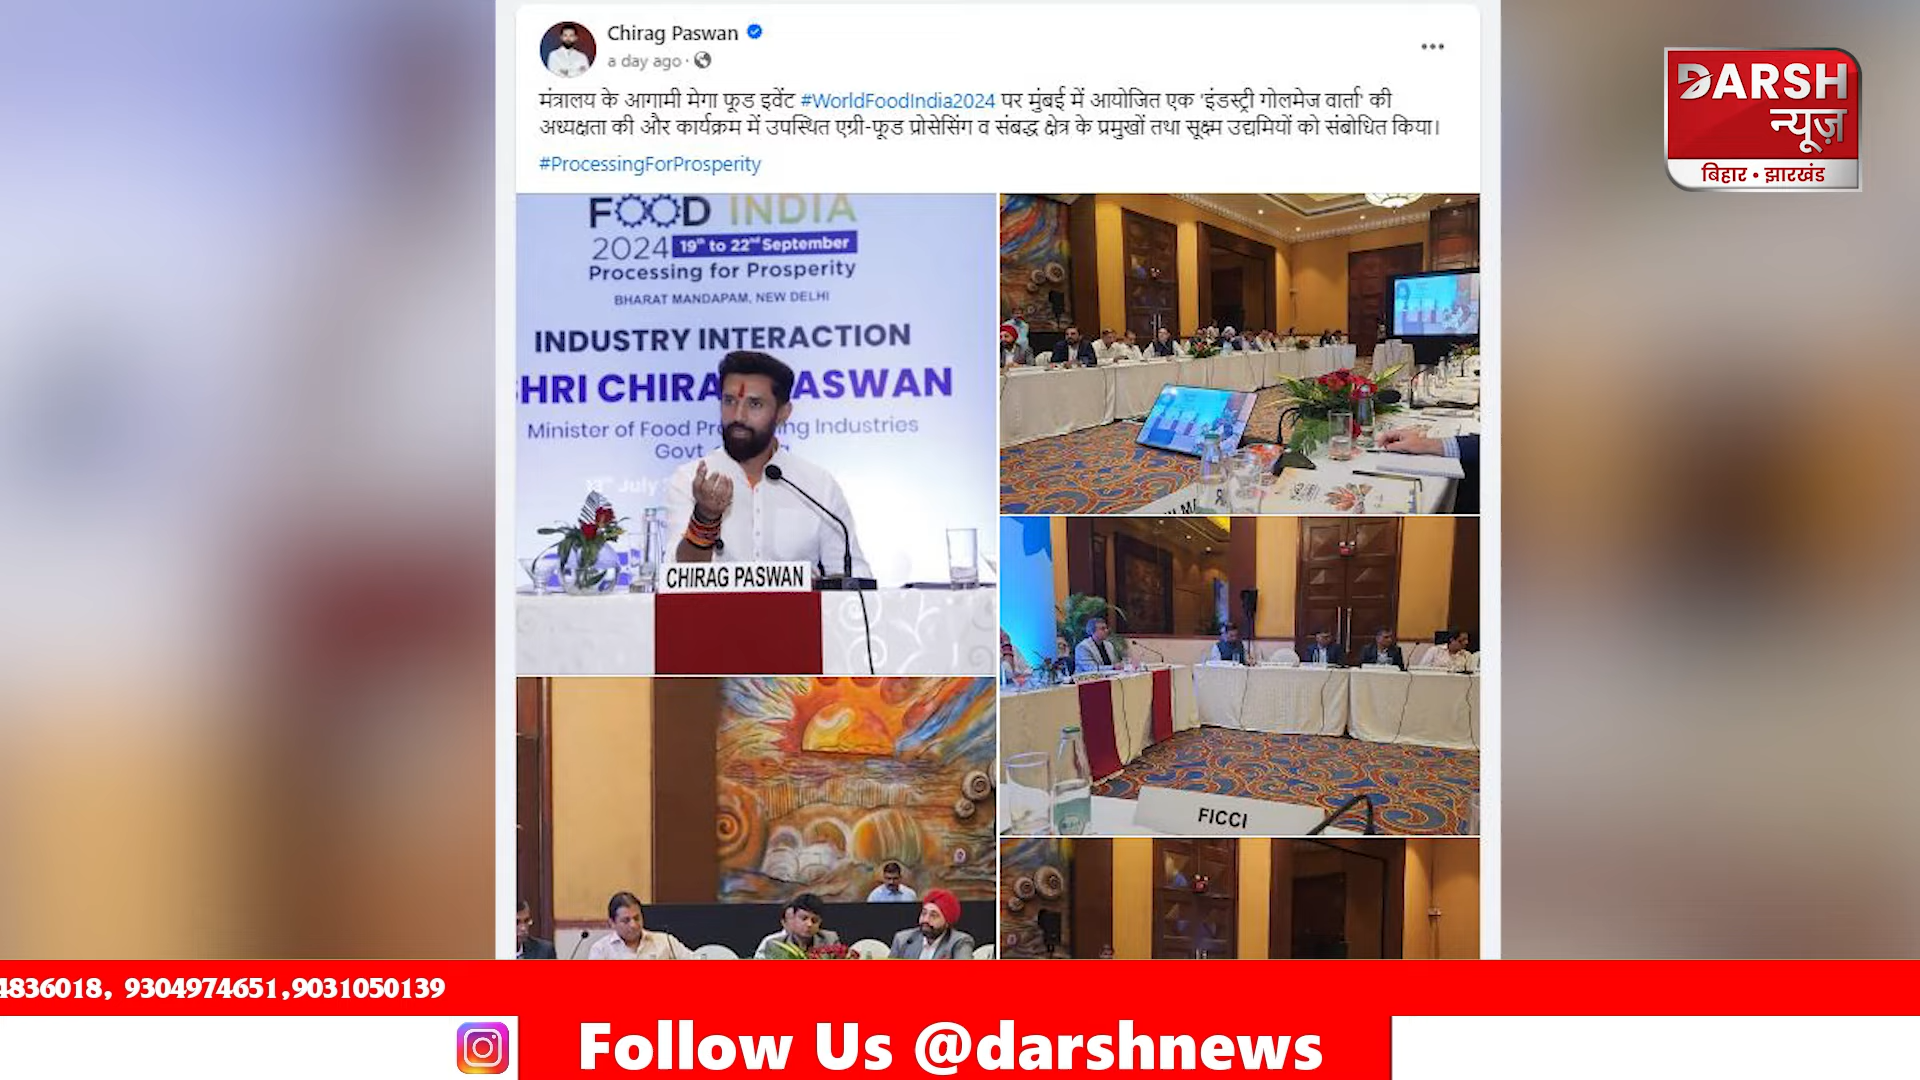 Chirag Paswan
a day ago
मंत्रालय के आगामी मेगा फूड इवेंट #WorldFoodIndia2024 पर मुंबई में आयोजित एक 'इंडस्ट्री गोलमेज वार्ता' की
अध्यक्षता की और कार्यक्रम में उपस्थित एग्री-फूड प्रोसेसिंग व संबद्ध क्षेत्र के प्रमुखों तथा सूक्ष्म उद्यमियों को संबोधित किया।
#ProcessingForProsperity
DARSH
न्यूज़
बिहार • झारखंड
FOOD INDIA
2024 19th to 22nd September
Processing for Prosperity
BHARAT MANDAPAM, NEW DELHI
INDUSTRY INTERACTION
HRI CHIRA ASWAN
Minister of Food Pr ng Industries
Govt
July
CHIRAG PASWAN
FICCI
4836018, 9304974651,9031050139
Follow Us @darshnews